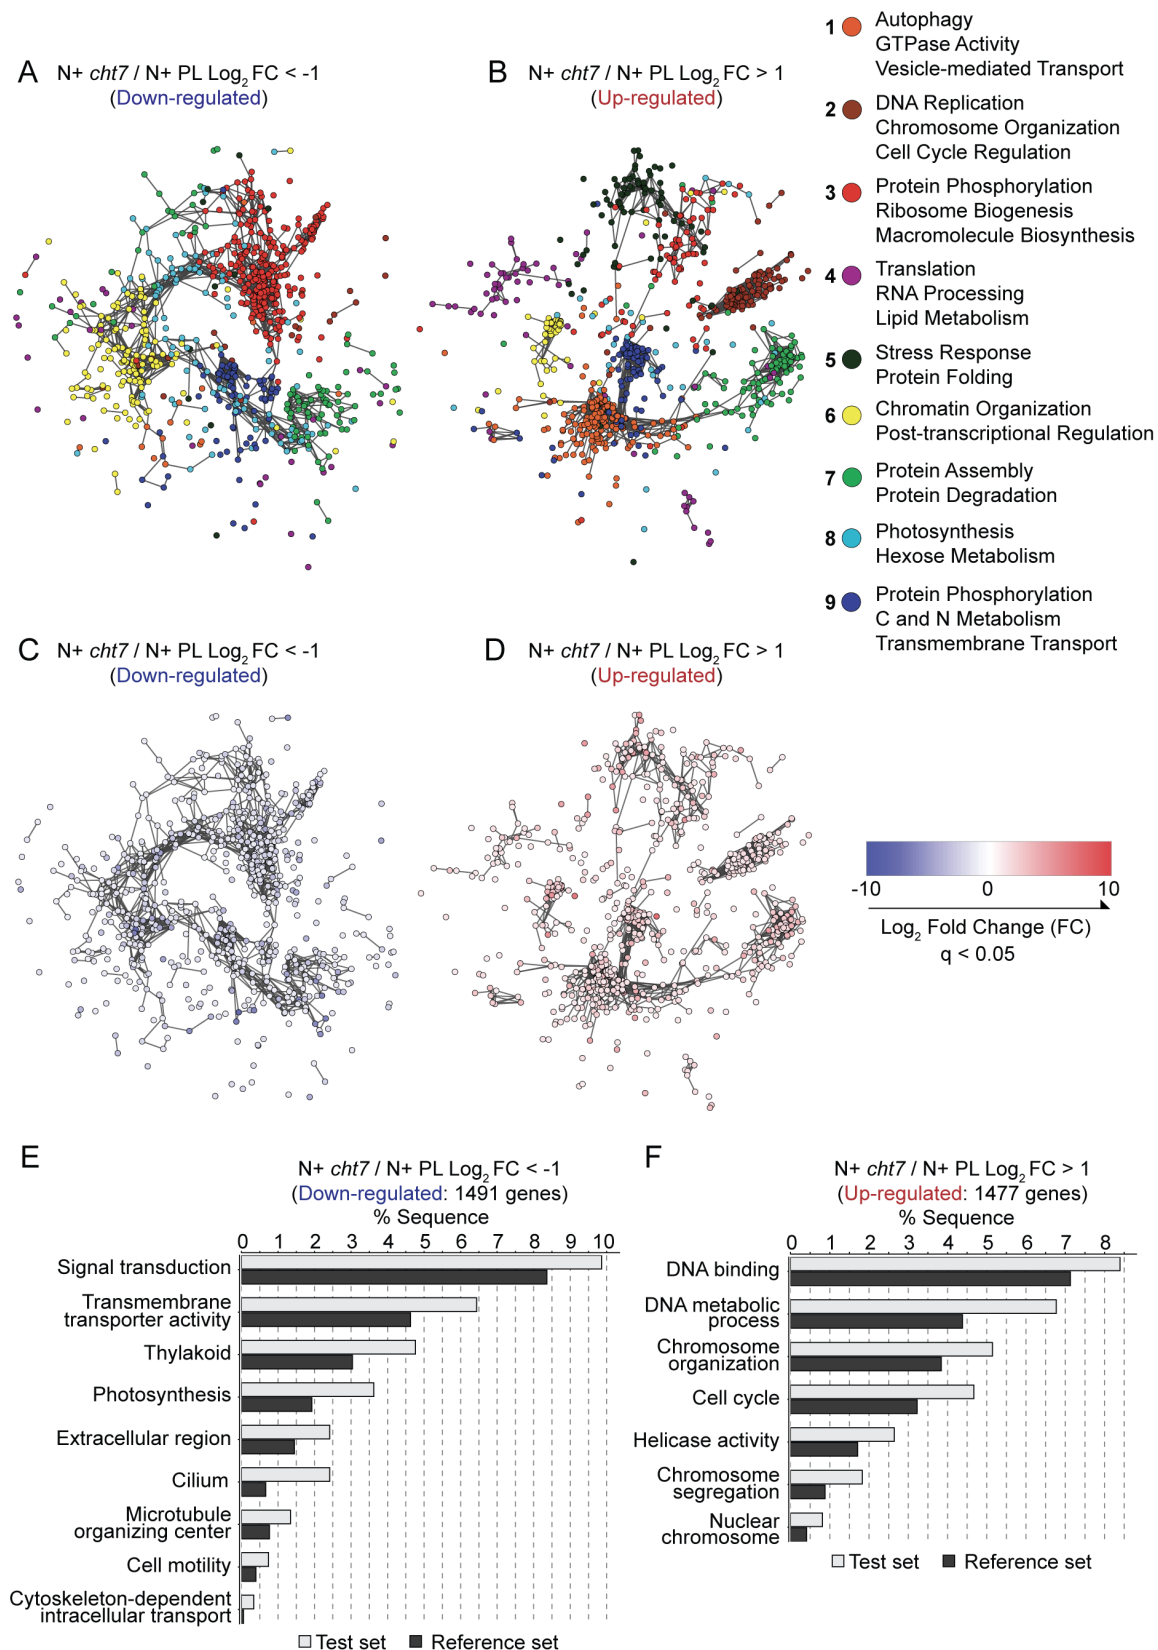 A
N+ cht7 / N+ PL Log2 FC < -1
(Down-regulated)
B
N+ cht7 / N+ PL Log2 FC > 1
(Up-regulated)
1
Autophagy
GTPase Activity
Vesicle-mediated Transport
2
DNA Replication
Chromosome Organization
Cell Cycle Regulation
3
Protein Phosphorylation
Ribosome Biogenesis
Macromolecule Biosynthesis
4
Translation
RNA Processing
Lipid Metabolism
5
Stress Response
Protein Folding
6
Chromatin Organization
Post-transcriptional Regulation
7
Protein Assembly
Protein Degradation
8
Photosynthesis
Hexose Metabolism
9
Protein Phosphorylation
C and N Metabolism
Transmembrane Transport
C
N+ cht7 / N+ PL Log2 FC < -1
(Down-regulated)
D
N+ cht7 / N+ PL Log2 FC > 1
(Up-regulated)
-10 0 10
Log2 Fold Change (FC)
q < 0.05
E
N+ cht7 / N+ PL Log2 FC < -1
(Down-regulated: 1491 genes)
% Sequence
0 1 2 3 4 5 6 7 8 9 10
Signal transduction
Transmembrane
transporter activity
Thylakoid
Photosynthesis
Extracellular region
Cilium
Microtubule
organizing center
Cell motility
Cytoskeleton-dependent
intracellular transport
Test set Reference set
F
N+ cht7 / N+ PL Log2 FC > 1
(Up-regulated: 1477 genes)
% Sequence
0 1 2 3 4 5 6 7 8
DNA binding
DNA metabolic
process
Chromosome
organization
Cell cycle
Helicase activity
Chromosome
segregation
Nuclear
chromosome
Test set Reference set